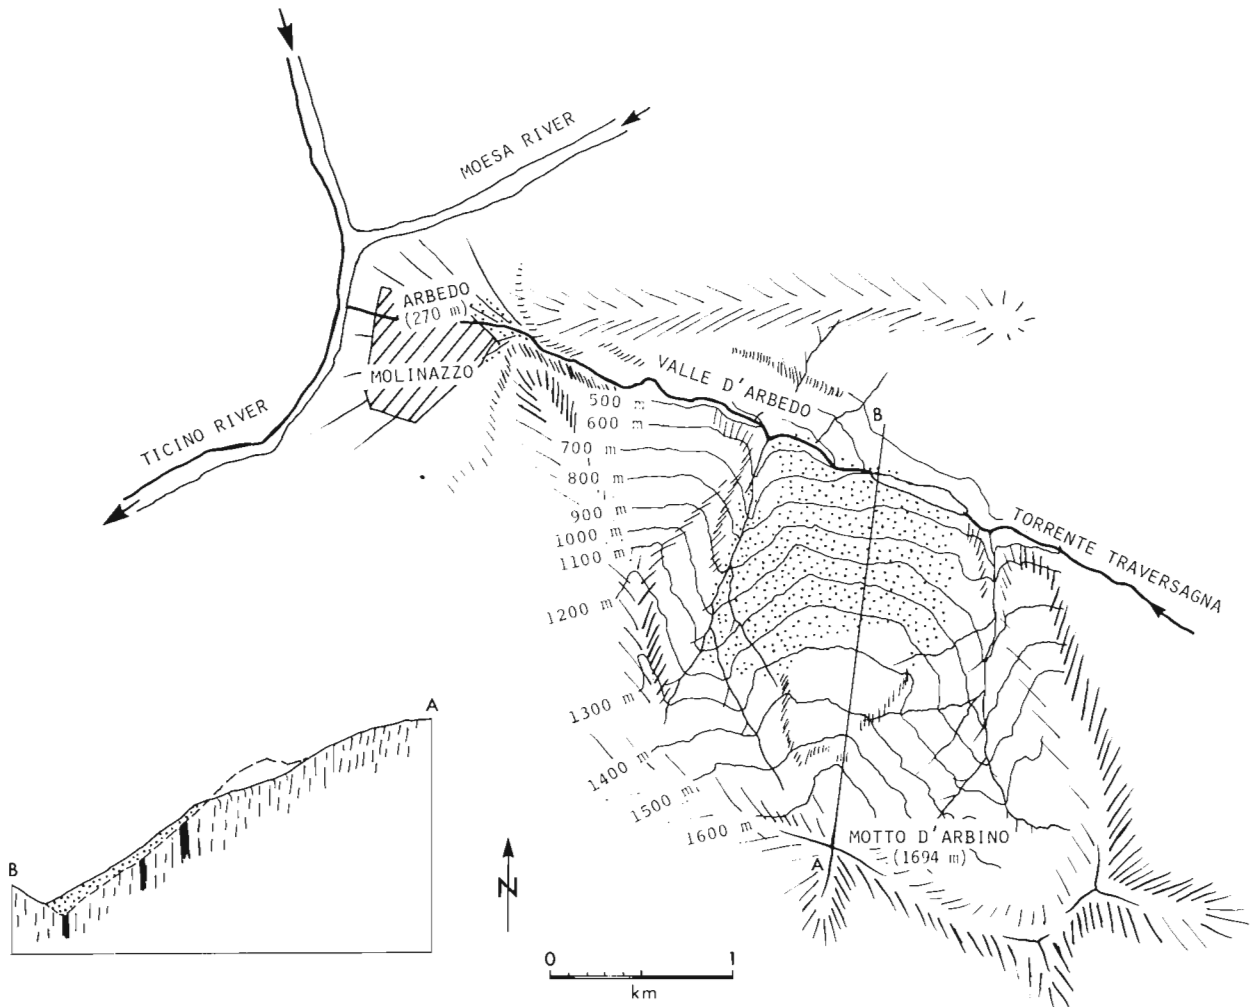 MOESA RIVER
ARBEDO
(270 m)
MOLINAZZO
TICINO RIVER
VALLE D'ARBEDO
B
500 m
600 m
700 m
800 m
900 m
1000 m
1100 m
1200 m
TORRENTE TRAVERSAGNA
1300 m
1400 m
1500 m
1600 m
MOTTO D'ARBINO
(1694 m)
A
A
B
N
0 1
km